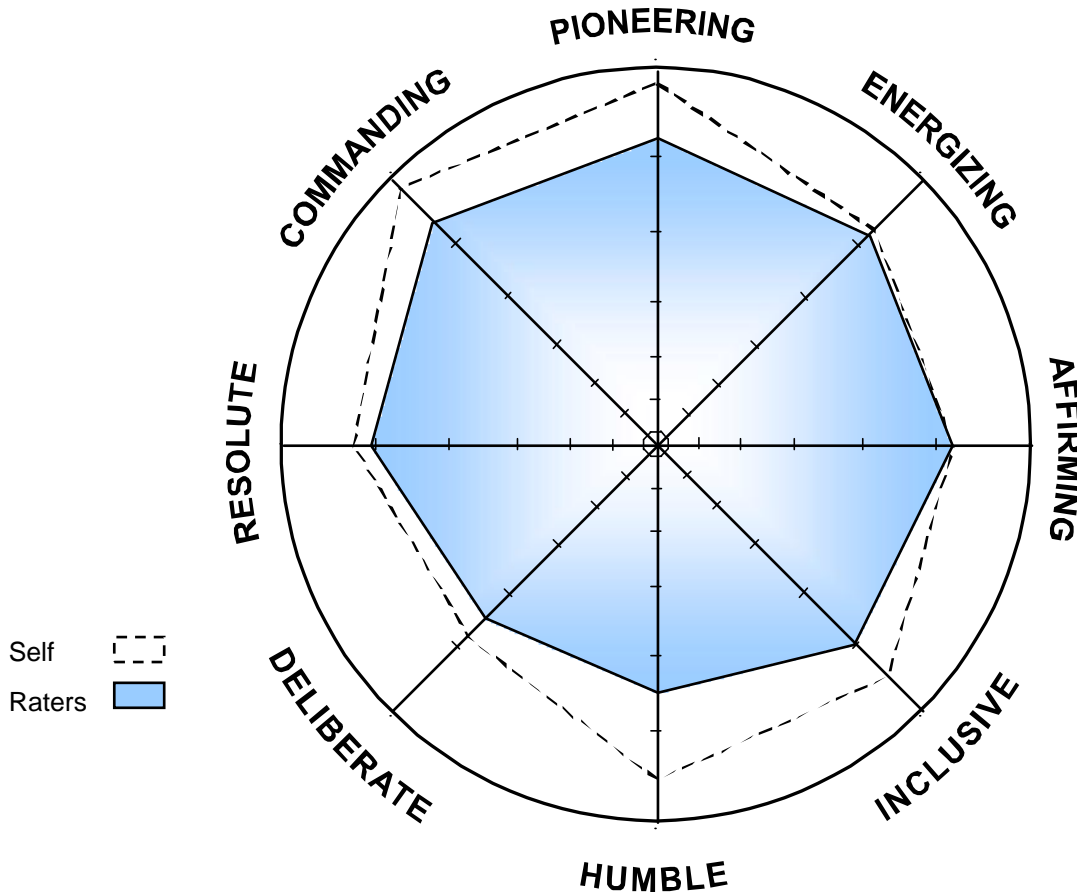 PIONEERING
ENERGIZING
AFFIRMING
INCLUSIVE
HUMBLE
DELIBERATE
RESOLUTE
COMMANDING
Self
Raters